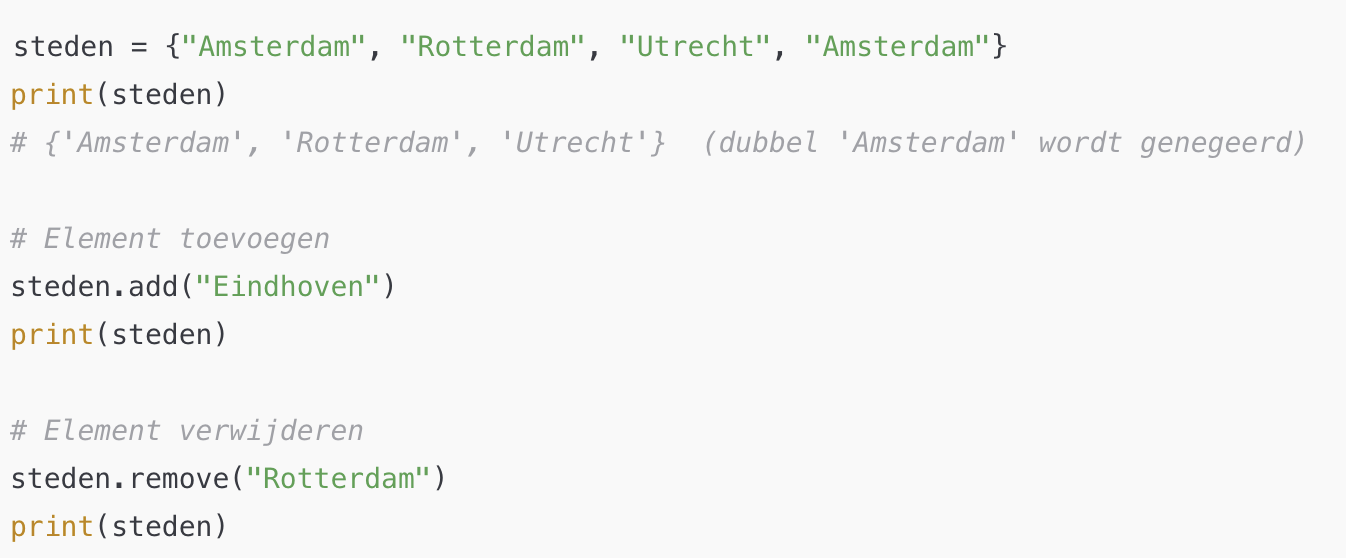 steden = {"Amsterdam", "Rotterdam", "Utrecht", "Amsterdam"}
print(steden)
# {'Amsterdam', 'Rotterdam', 'Utrecht'}  (dubbel 'Amsterdam' wordt genegeerd)
# Element toevoegen
steden.add("Eindhoven")
print(steden)
# Element verwijderen
steden.remove("Rotterdam")
print(steden)